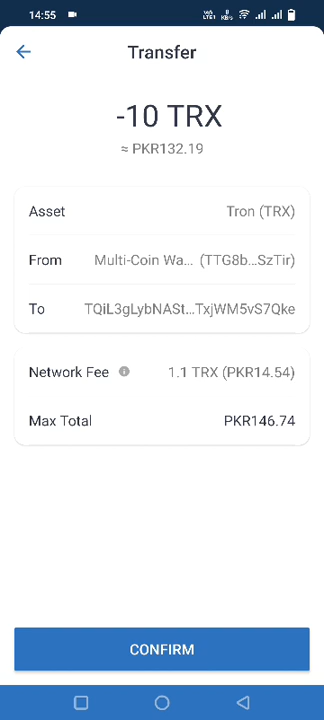 14:55
Transfer
-10 TRX
≈ PKR132.19
Asset Tron (TRX)
From Multi-Coin Wa... (TTG8b...SzTir)
To TQiL3gLybNASt...TxjWM5vS7Qke
Network Fee 1.1 TRX (PKR14.54)
Max Total PKR146.74
CONFIRM